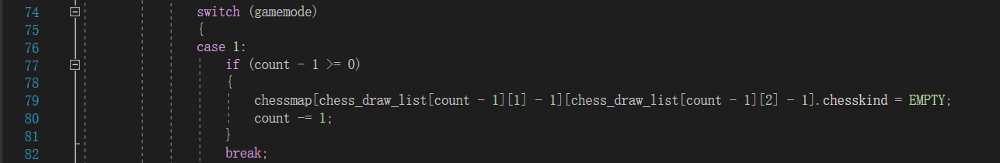 74 switch (gamemode)
75 {
76 case 1:
77 if (count - 1 >= 0)
78 {
79 chessmap[chess_draw_list[count - 1][1] - 1][chess_draw_list[count - 1][2] - 1].chesskind = EMPTY;
80 count -= 1;
81 }
82 break;